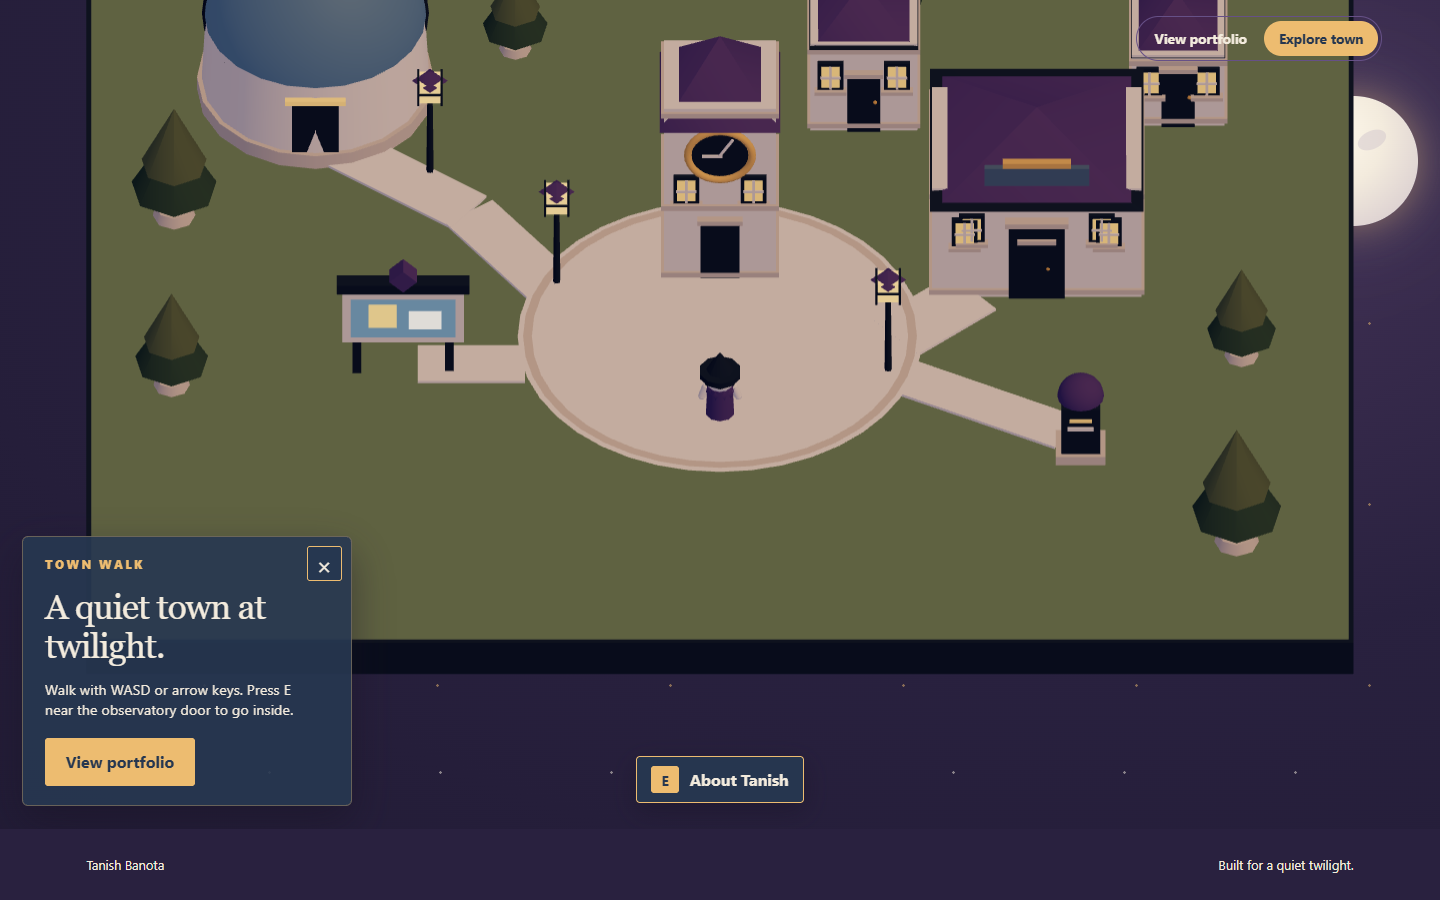 View portfolio
Explore town
TOWN WALK
×
A quiet town at
twilight.
Walk with WASD or arrow keys. Press E
near the observatory door to go inside.
View portfolio
E
About Tanish
Tanish Banota
Built for a quiet twilight.